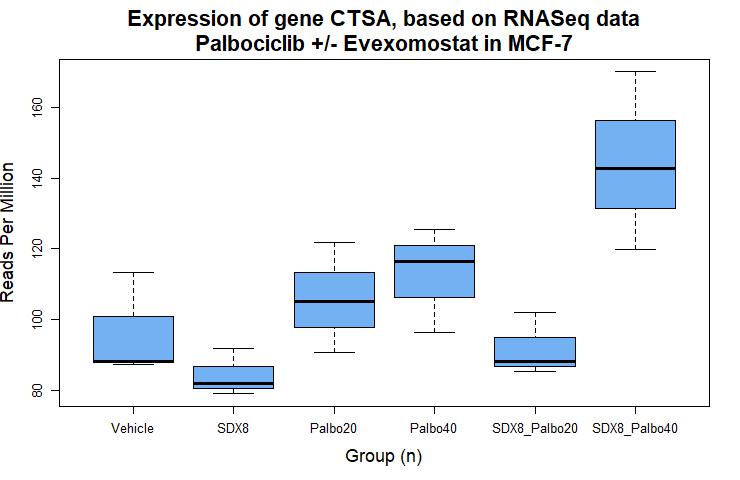 Expression of gene CTSA, based on RNASeq data
Palbociclib +/- Evexomostat in MCF-7
Reads Per Million
160
140
120
100
80
Vehicle SDX8 Palbo20 Palbo40 SDX8_Palbo20 SDX8_Palbo40
Group (n)